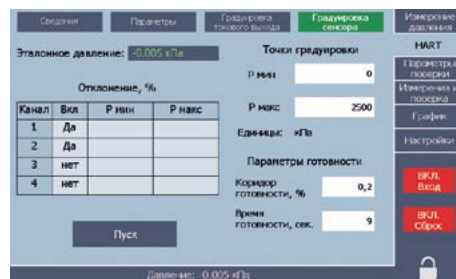 Сведения
Параметры
Градуировка
токового выхода
Градуировка
сенсора
Измерение
давления
HART
Параметры
поверки
Измерения и
поверка
График
Настройки
ВКЛ.
Вход
ВКЛ.
Сброс
Эталонное давление: -0.005 кПа
Отклонение, %
Канал Вкл Р мин Р макс
1 Да
2 Да
3 нет
4 нет
Пуск
Точки градуировки
Р мин 0
Р макс 2500
Единицы: кПа
Параметры готовности
Коридор
готовности, % 0,2
Время
готовности, сек. 9
Давление: -0.005 кПа